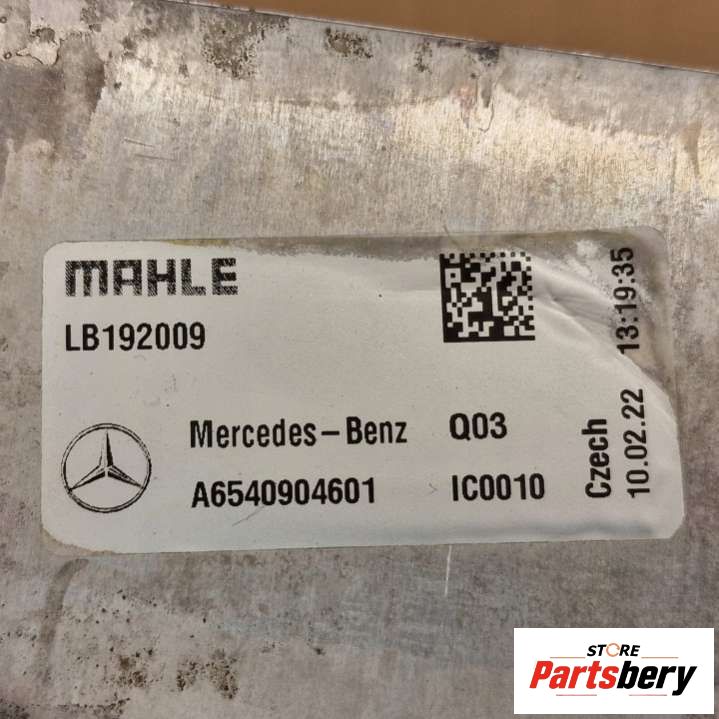 MAHLE
LB192009
Mercedes-Benz Q03
A6540904601 IC0010
Czech
10.02.22 13:19:35
STORE
Partsbery